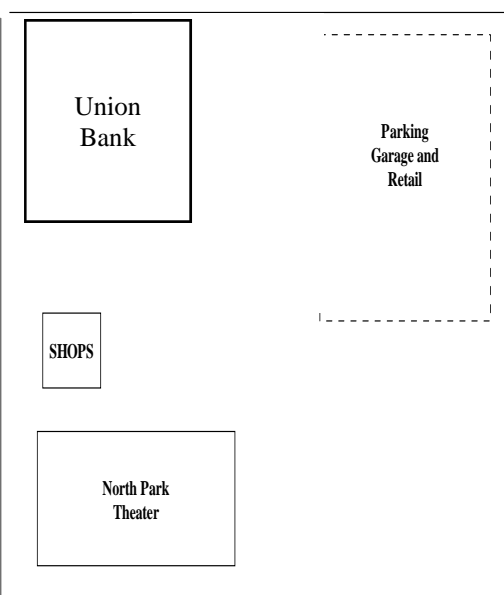 Union
Bank
Parking
Garage and
Retail
SHOPS
North Park
Theater